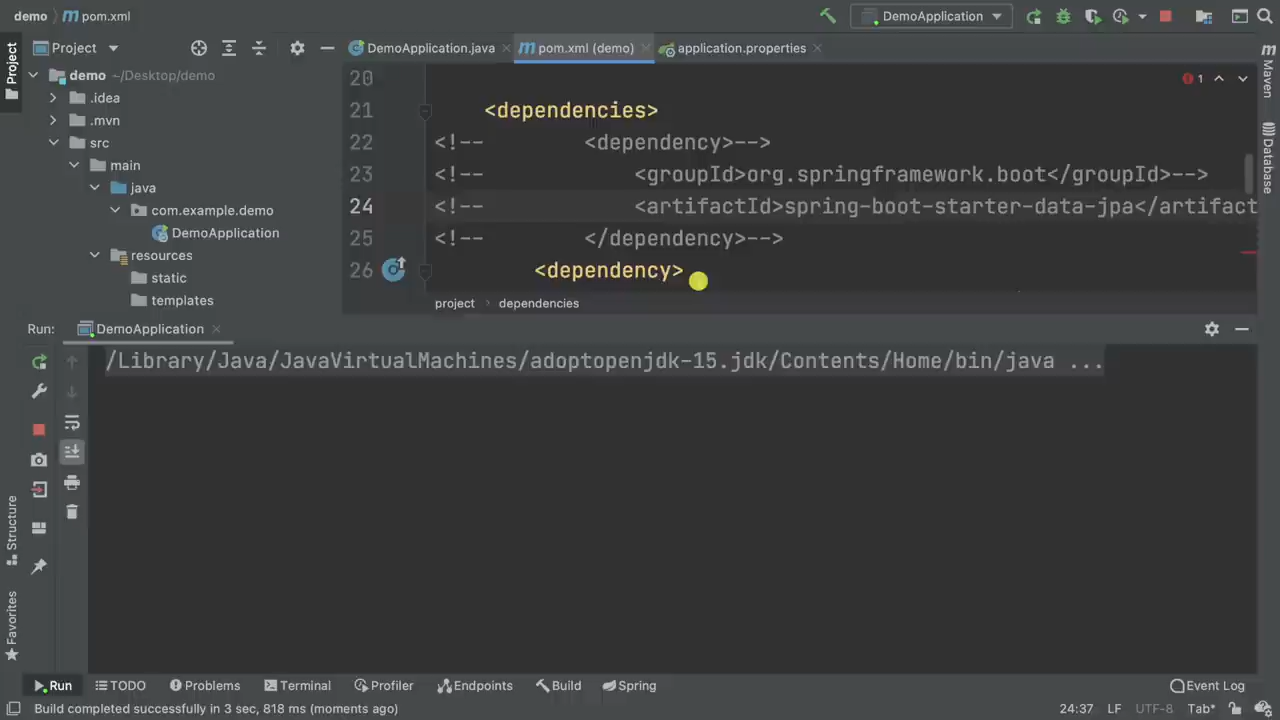 demo
pom.xml
DemoApplication
Project
DemoApplication.java
pom.xml (demo)
application.properties
Project
Maven
Database
demo ~/Desktop/demo
.idea
.mvn
src
main
java
com.example.demo
DemoApplication
resources
static
templates
1
20
21 <dependencies>
22 <!-- <dependency>-->
23 <!-- <groupId>org.springframework.boot</groupId>-->
24 <!-- <artifactId>spring-boot-starter-data-jpa</artifact
25 <!-- </dependency>-->
26 <dependency>
project
dependencies
Run: DemoApplication
/Library/Java/JavaVirtualMachines/adoptopenjdk-15.jdk/Contents/Home/bin/java ...
Structure
Favorites
Run
TODO
Problems
Terminal
Profiler
Endpoints
Build
Spring
Event Log
Build completed successfully in 3 sec, 818 ms (moments ago)
24:37
LF
UTF-8
Tab*